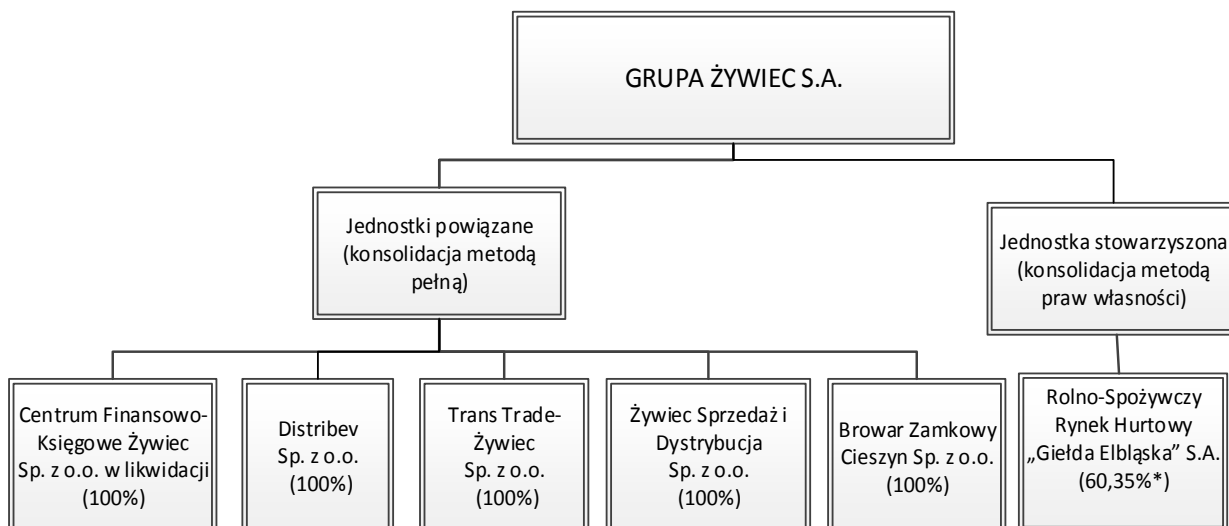 GRUPA ŻYWIEC S.A.
Jednostki powiązane
(konsolidacja metodą
pełną)
Jednostka stowarzyszona
(konsolidacja metodą
praw własności)
Centrum Finansowo-
Księgowe Żywiec
Sp. z o.o. w likwidacji
(100%)
Distribev
Sp. z o.o.
(100%)
Trans Trade-
Żywiec
Sp. z o.o.
(100%)
Żywiec Sprzedaż i
Dystrybucja
Sp. z o.o.
(100%)
Browar Zamkowy
Cieszyn Sp. z o.o.
(100%)
Rolno-Spożywczy
Rynek Hurtowy
„Giełda Elbląska” S.A.
(60,35%*)